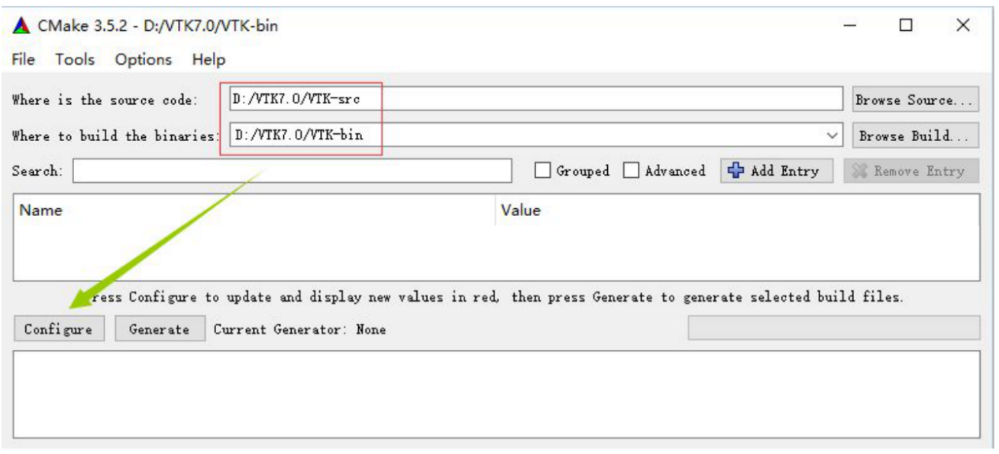 CMake 3.5.2 - D:/VTK7.0/VTK-bin
File Tools Options Help
Where is the source code: D:/VTK7.0/VTK-src Browse Source...
Where to build the binaries: D:/VTK7.0/VTK-bin Browse Build...
Search: Grouped Advanced Add Entry Remove Entry
Name Value
ress Configure to update and display new values in red, then press Generate to generate selected build files.
Configure Generate Current Generator: None